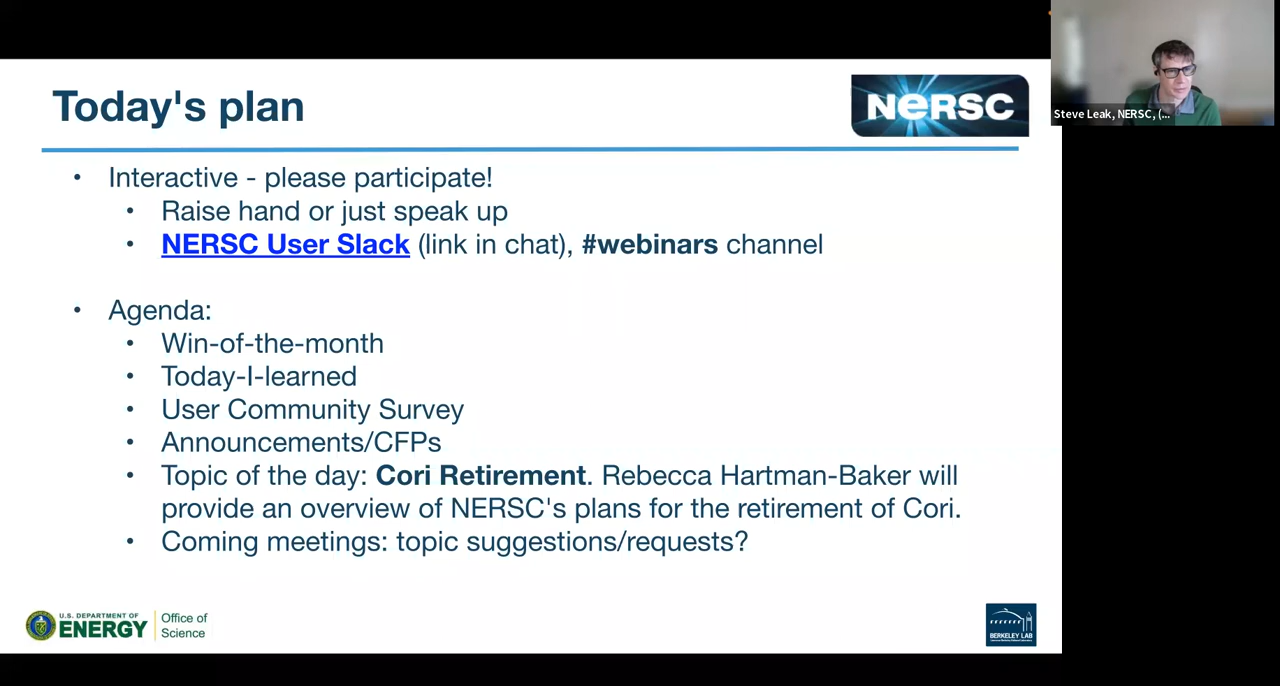 Today's plan
NERSC
Steve Leak, NERSC, (...
• Interactive - please participate!
• Raise hand or just speak up
• NERSC User Slack (link in chat), #webinars channel
• Agenda:
• Win-of-the-month
• Today-I-learned
• User Community Survey
• Announcements/CFPs
• Topic of the day: Cori Retirement. Rebecca Hartman-Baker will
provide an overview of NERSC's plans for the retirement of Cori.
• Coming meetings: topic suggestions/requests?
U.S. DEPARTMENT OF
ENERGY
Office of
Science
BERKELEY LAB